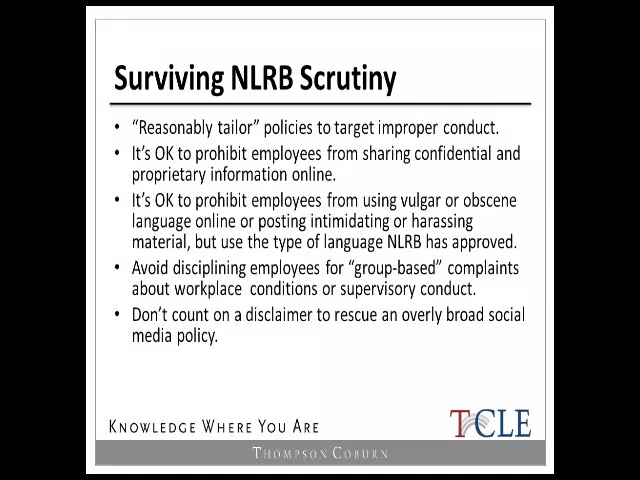 Surviving NLRB Scrutiny
• “Reasonably tailor” policies to target improper conduct.
• It’s OK to prohibit employees from sharing confidential and
proprietary information online.
• It’s OK to prohibit employees from using vulgar or obscene
language online or posting intimidating or harassing
material, but use the type of language NLRB has approved.
• Avoid disciplining employees for “group-based” complaints
about workplace conditions or supervisory conduct.
• Don’t count on a disclaimer to rescue an overly broad social
media policy.
KNOWLEDGE WHERE YOU ARE
TCLE
THOMPSON COBURN